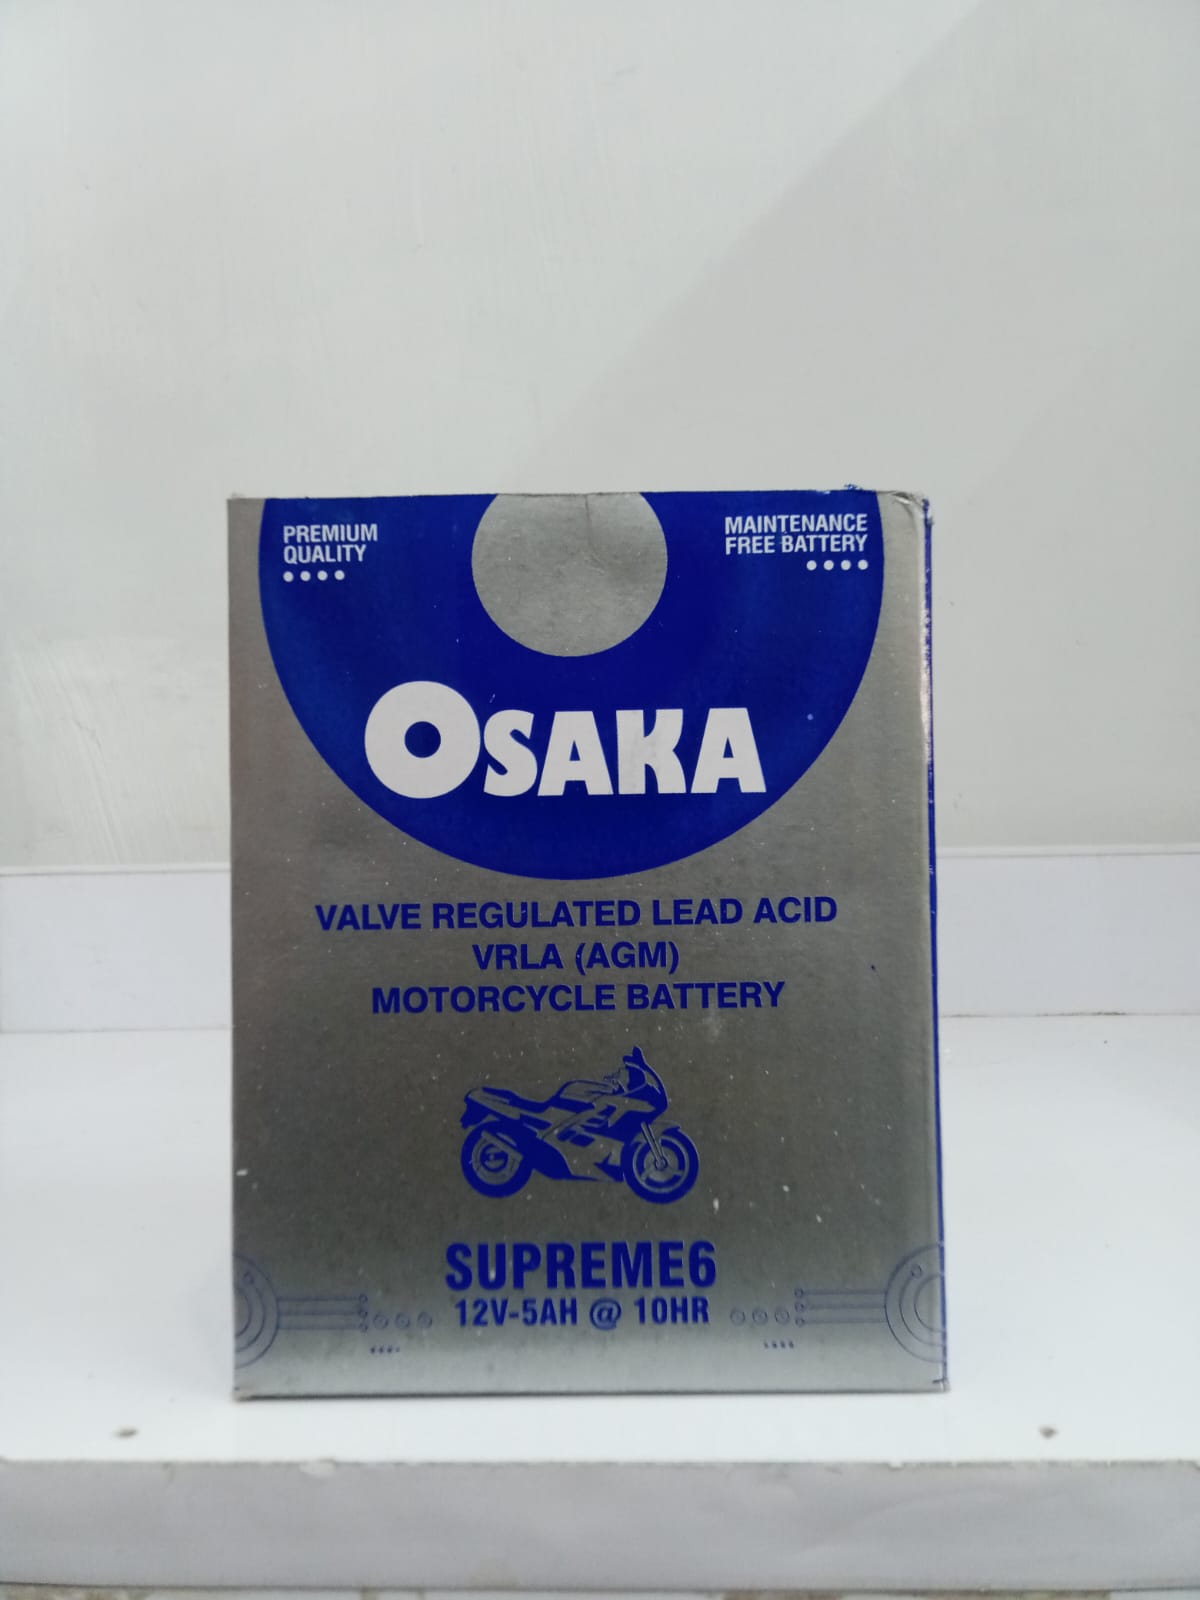 PREMIUM
QUALITY
MAINTENANCE
FREE BATTERY
OSAKA
VALVE REGULATED LEAD ACID
VRLA (AGM)
MOTORCYCLE BATTERY
SUPREME6
12V-5AH @ 10HR